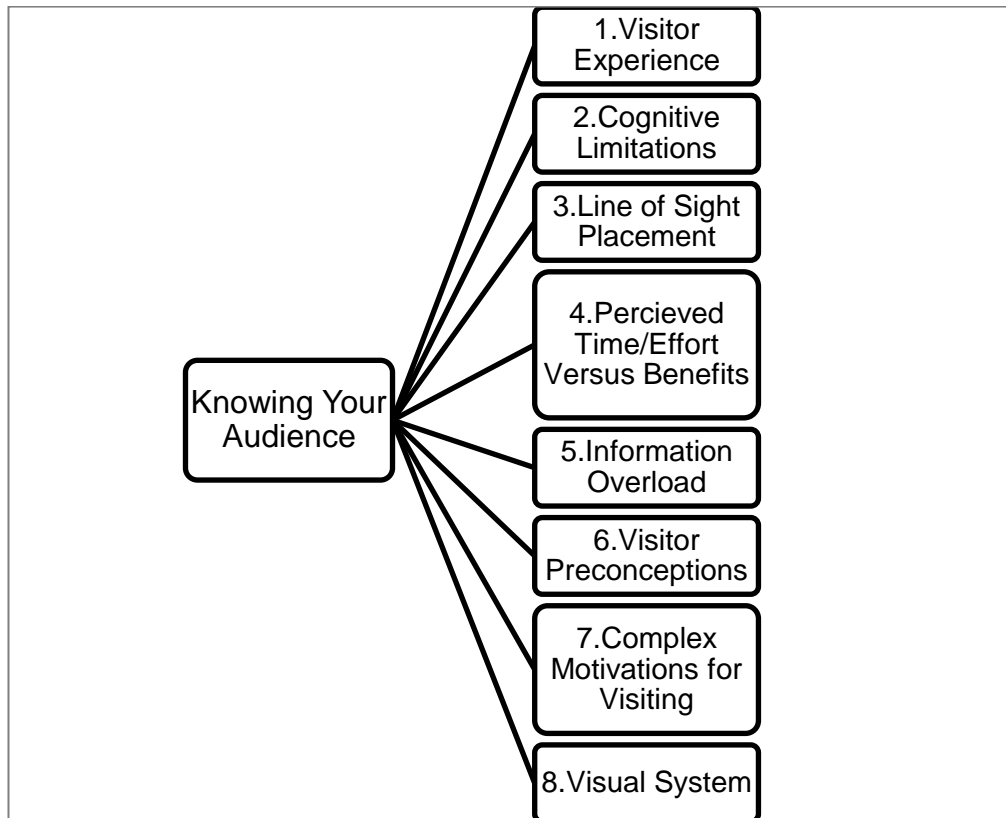 1.Visitor
Experience
2.Cognitive
Limitations
3.Line of Sight
Placement
4.Percieved
Time/Effort
Versus Benefits
Knowing Your
Audience
5.Information
Overload
6.Visitor
Preconceptions
7.Complex
Motivations for
Visiting
8.Visual System